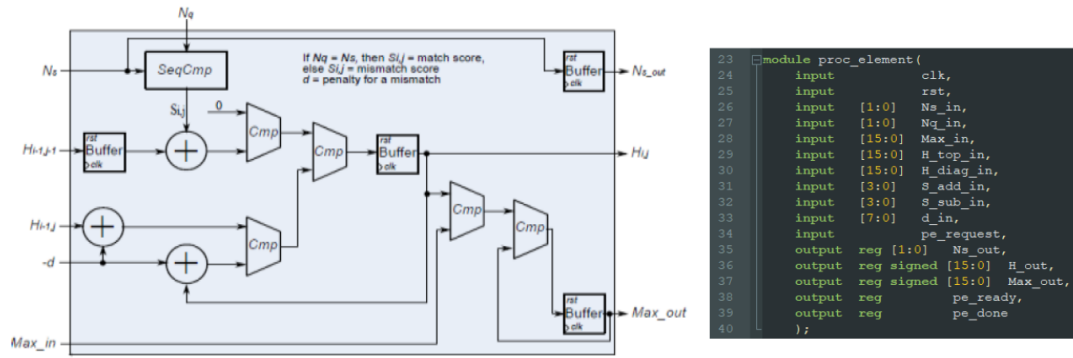 Nq
Ns
SeqCmp
If Nq = Ns, then Si,j = match score,
else Si,j = mismatch score
d = penalty for a mismatch
rst
Buffer
clk
Ns_out
Si,j
0
Cmp
Cmp
Hi-1,j-1
rst
Buffer
clk
+
rst
Buffer
clk
Hi,j
Cmp
Cmp
Hi-1,j
+
Cmp
-d
+
rst
Buffer
clk
Max_out
Max_in
23 module proc_element(
24 input clk,
25 input rst,
26 input [1:0] Ns_in,
27 input [1:0] Nq_in,
28 input [15:0] Max_in,
29 input [15:0] H_top_in,
30 input [15:0] H_diag_in,
31 input [3:0] S_add_in,
32 input [3:0] S_sub_in,
33 input [7:0] d_in,
34 input pe_request,
35 output reg [1:0] Ns_out,
36 output reg signed [15:0] H_out,
37 output reg signed [15:0] Max_out,
38 output reg pe_ready,
39 output reg pe_done
40 );